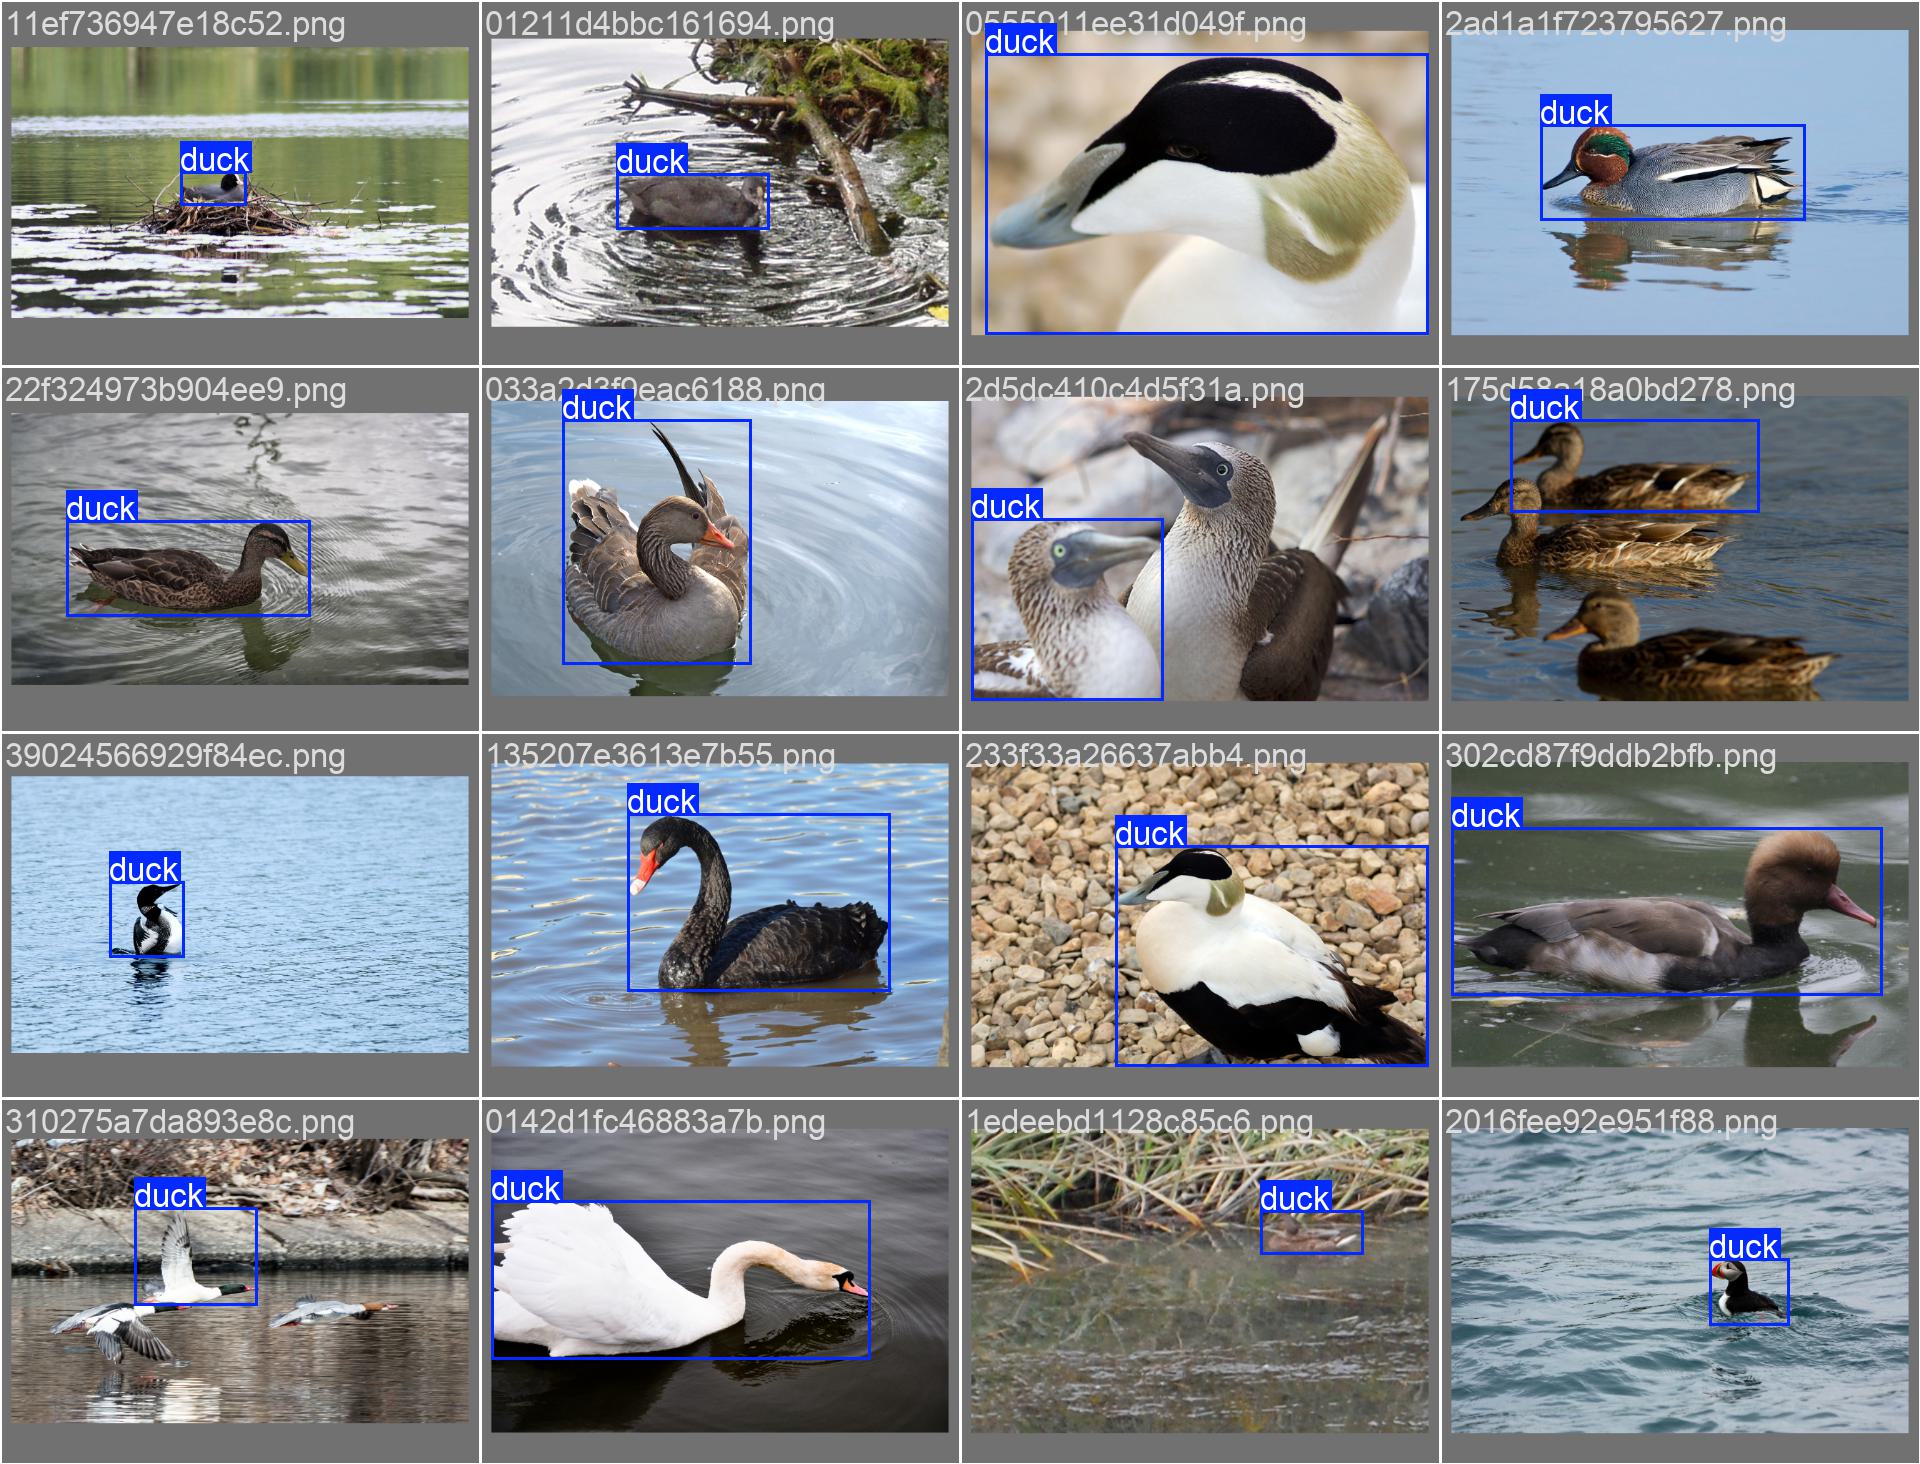 11ef736947e18c52.png
duck
01211d4bbc161694.png
duck
0555911ee31d049f.png
duck
2ad1a1f723795627.png
duck
22f324973b904ee9.png
duck
033a2d3f9eac6188.png
duck
2d5dc410c4d5f31a.png
duck
175d58a18a0bd278.png
duck
39024566929f84ec.png
duck
135207e3613e7b55.png
duck
233f33a26637abb4.png
duck
302cd87f9ddb2bfb.png
duck
310275a7da893e8c.png
duck
0142d1fc46883a7b.png
duck
1edeebd1128c85c6.png
duck
2016fee92e951f88.png
duck